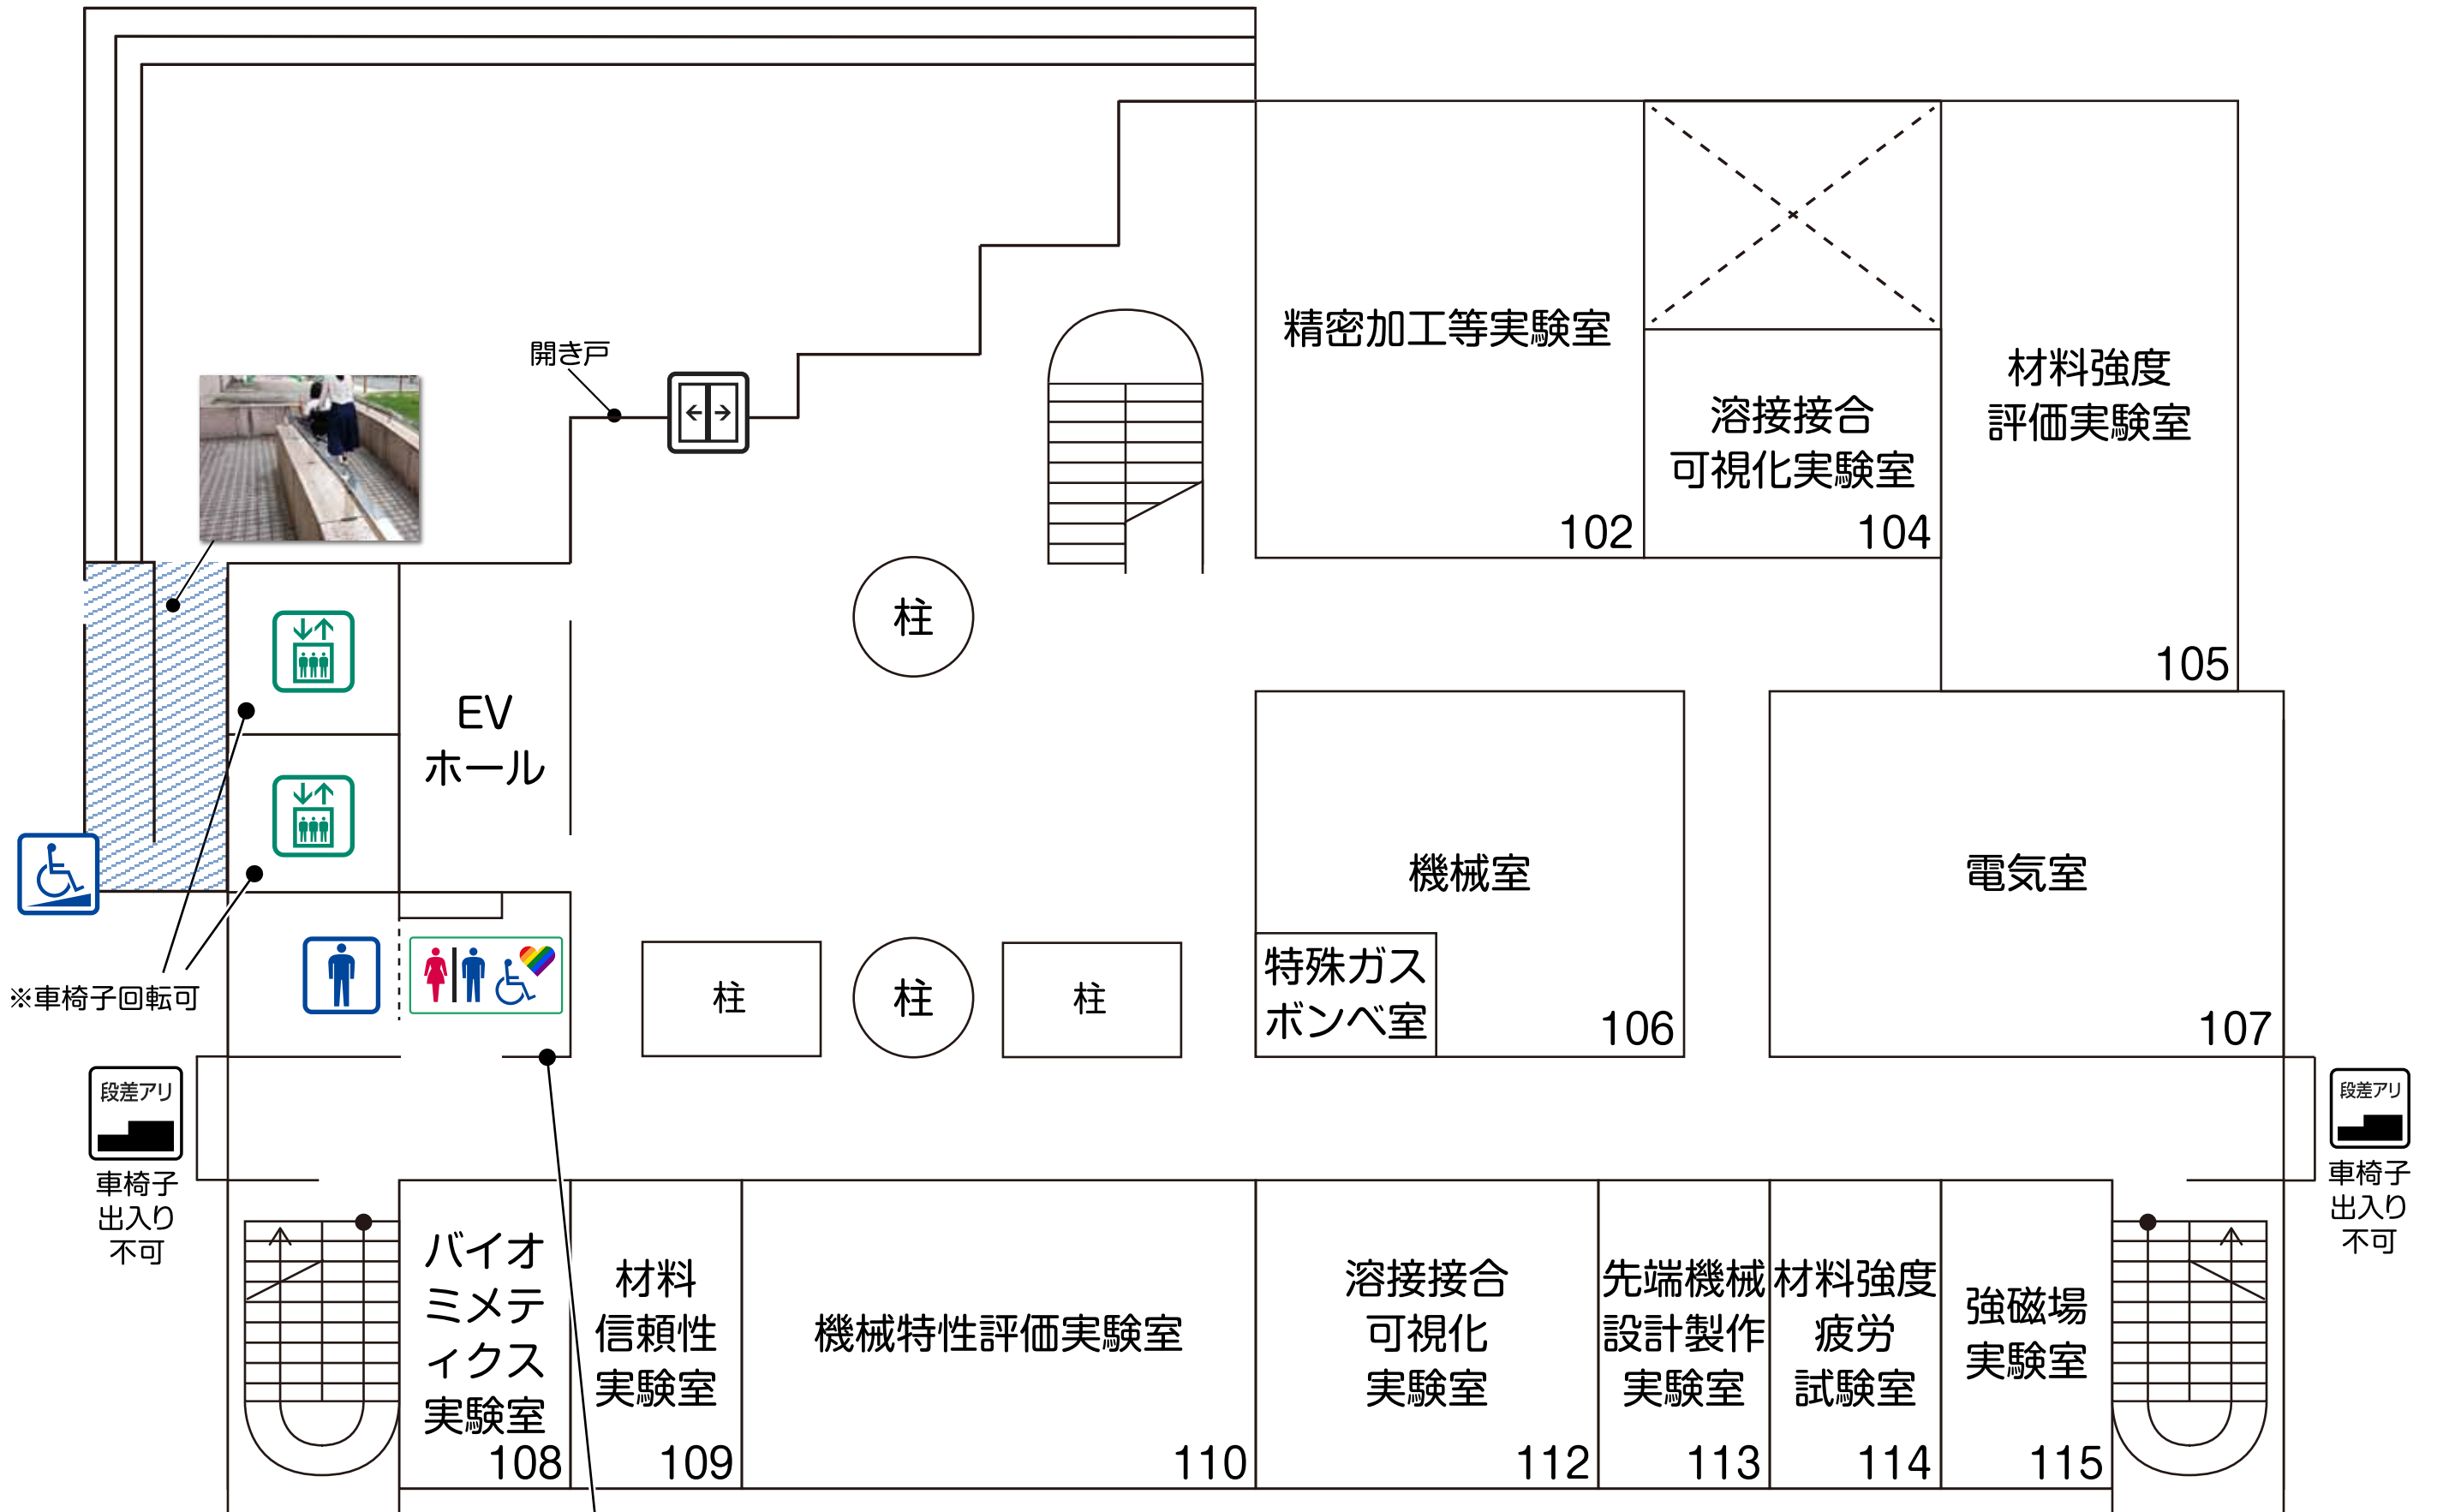 開き戸
精密加工等実験室
102
溶接接合
可視化実験室
104
材料強度
評価実験室
105
柱
EV
ホール
機械室
106
特殊ガス
ボンベ室
電気室
107
柱
柱
柱
※車椅子回転可
段差アリ
車椅子
出入り
不可
段差アリ
車椅子
出入り
不可
バイオ
ミメテ
ィクス
実験室
108
材料
信頼性
実験室
109
機械特性評価実験室
110
溶接接合
可視化
実験室
112
先端機械
設計製作
実験室
113
材料強度
疲労
試験室
114
強磁場
実験室
115